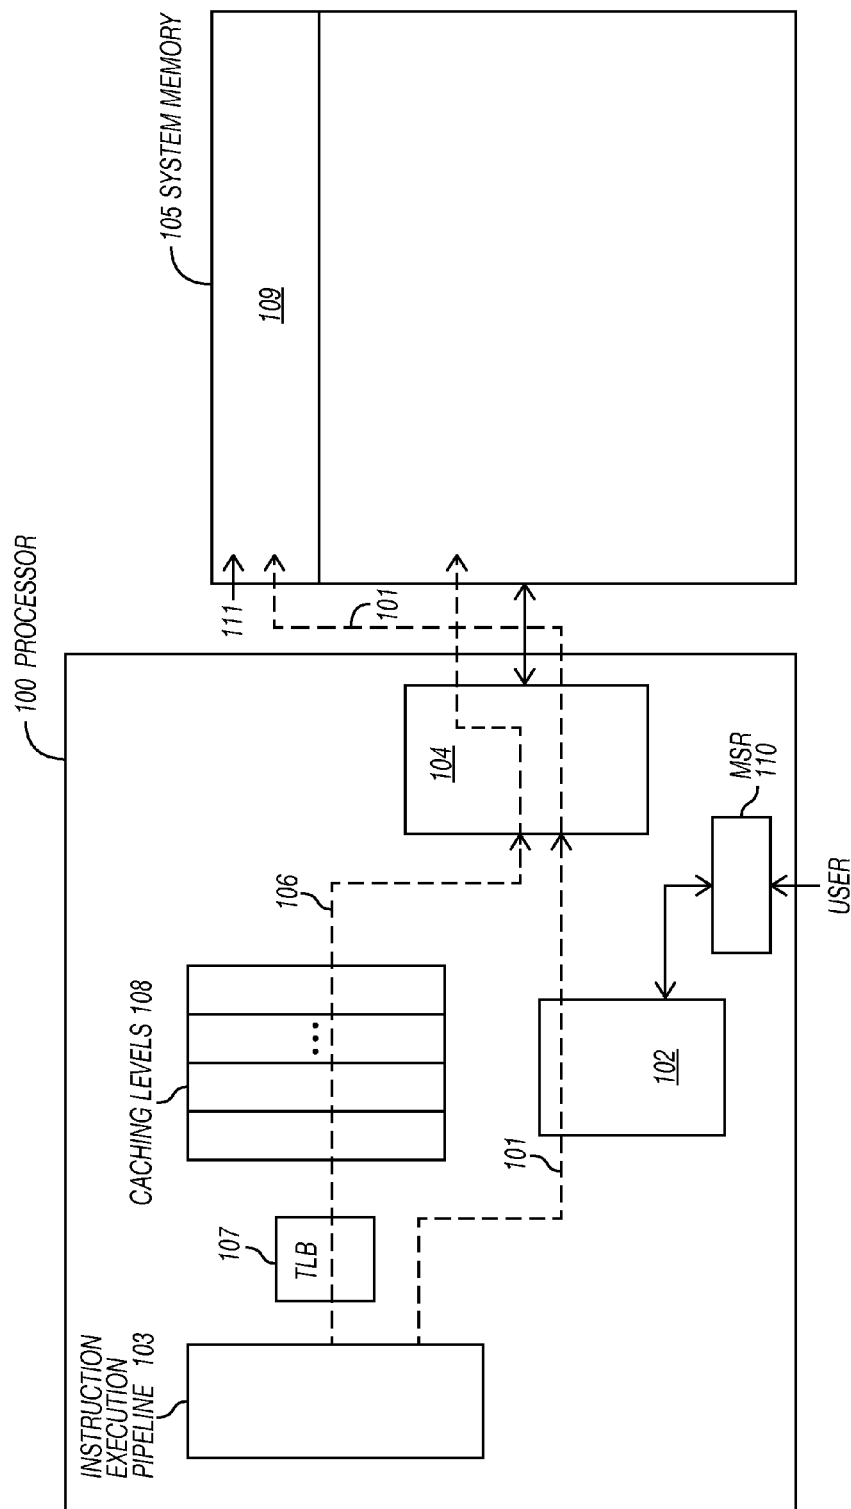 100 PROCESSOR
105 SYSTEM MEMORY
INSTRUCTION
EXECUTION
PIPELINE 103
107
TLB
CACHING LEVELS 108
...
106
104
101
111
109
101
102
MSR
110
USER